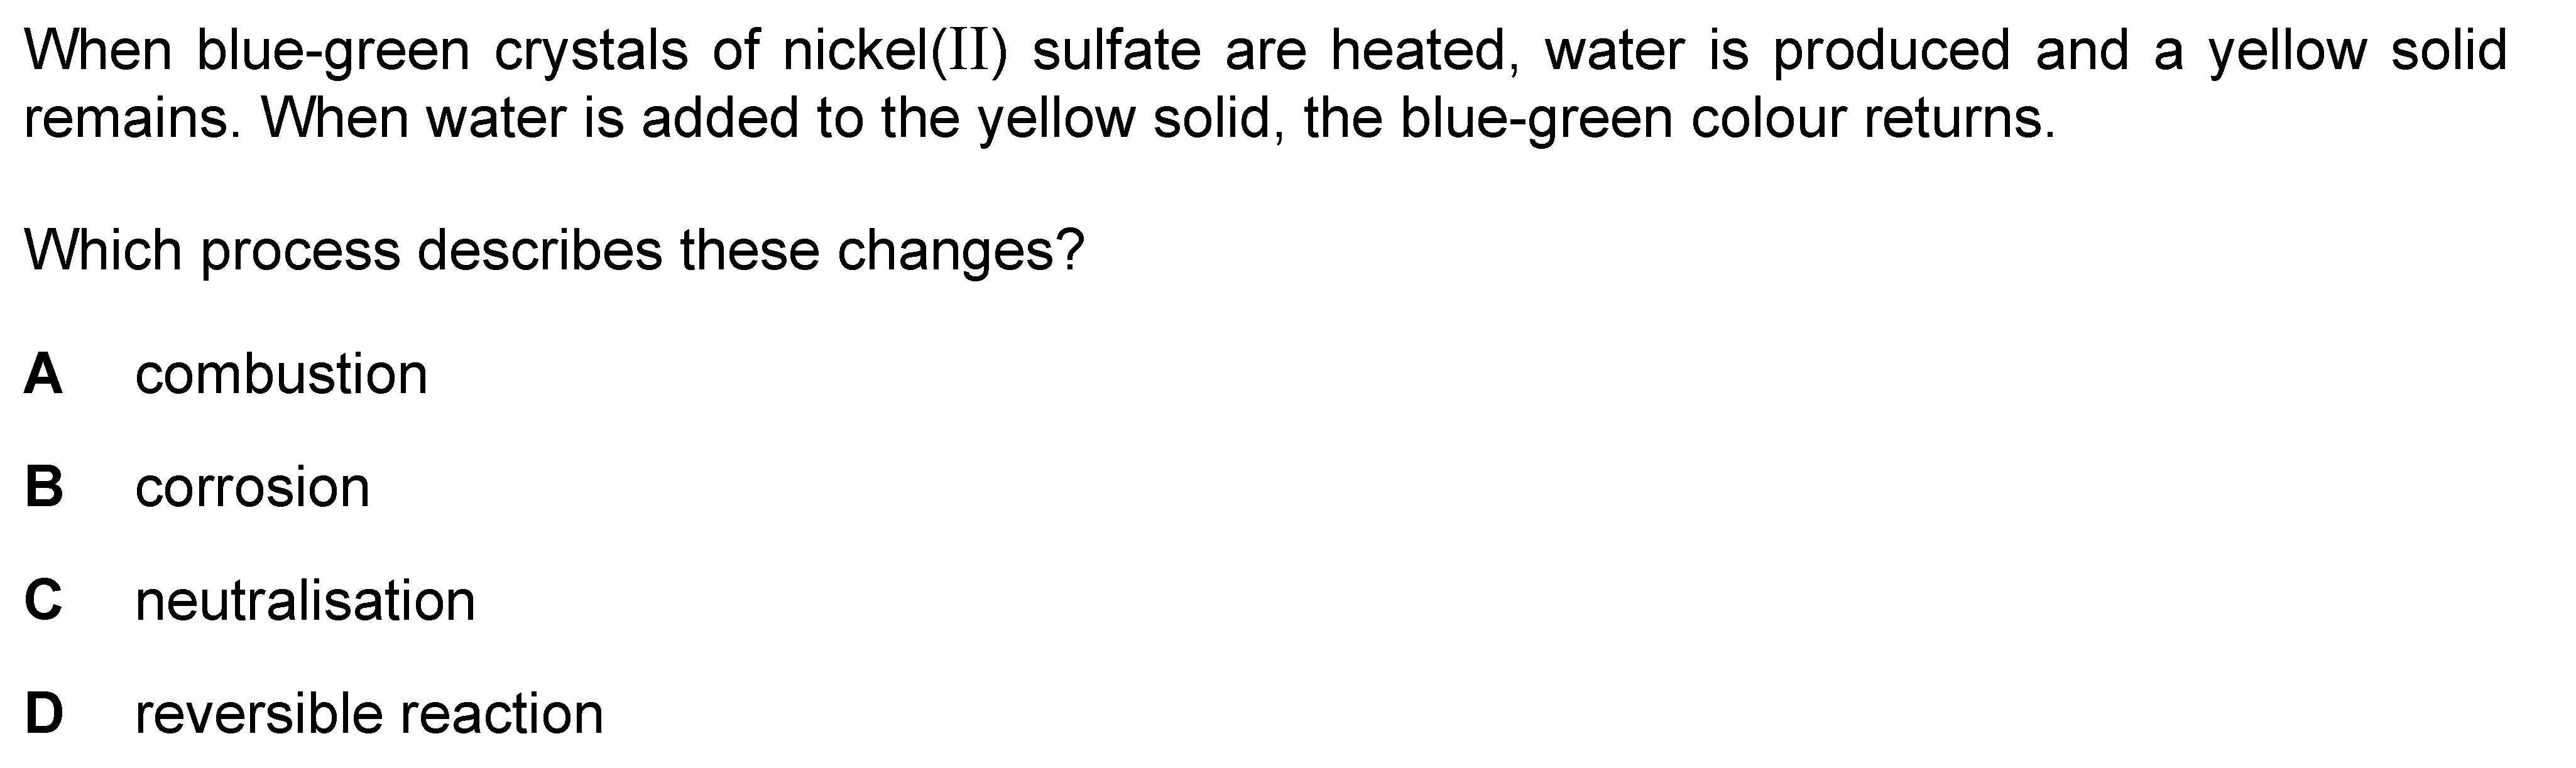 When blue-green crystals of nickel(II) sulfate are heated, water is produced and a yellow solid
remains. When water is added to the yellow solid, the blue-green colour returns.
Which process describes these changes?
A combustion
B corrosion
C neutralisation
D reversible reaction